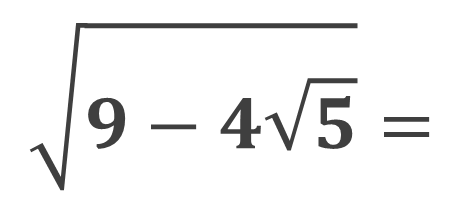 √(9 − 4√5) =